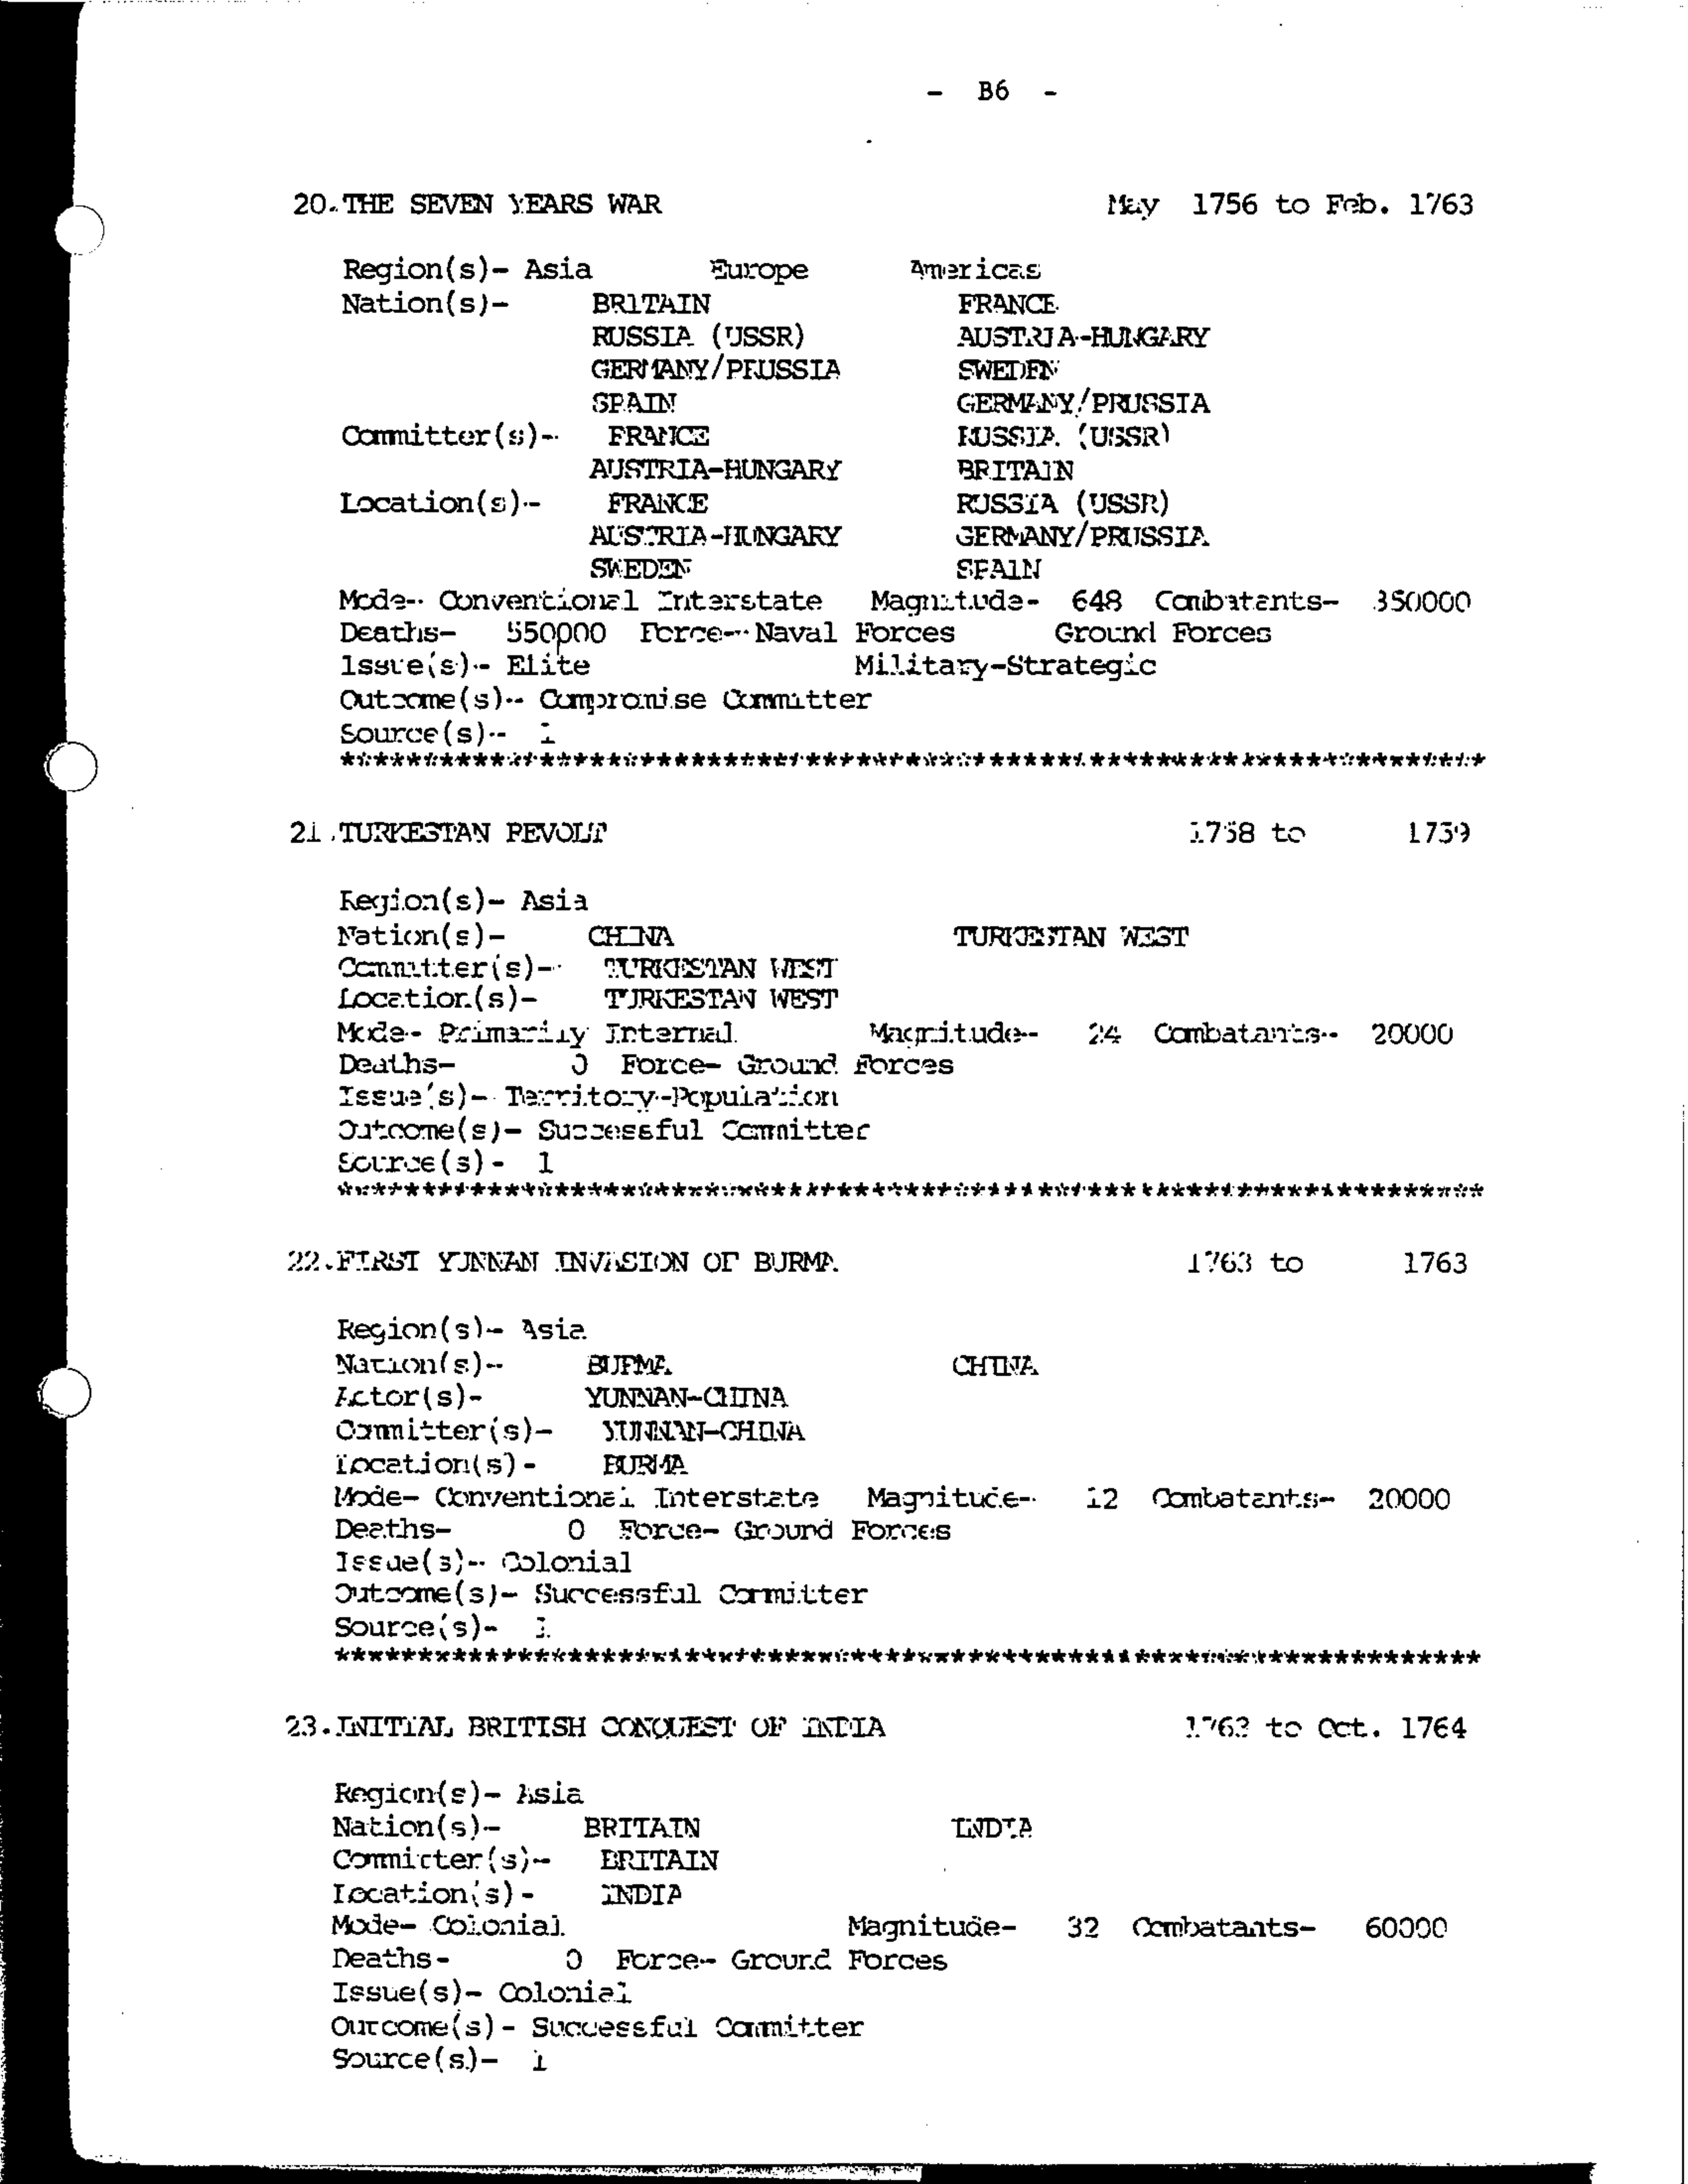 - B6 -
20. THE SEVEN YEARS WAR May 1756 to Feb. 1763
Region(s)- Asia Europe Americas
Nation(s)- BRITAIN FRANCE
RUSSIA (USSR) AUSTRIA-HUNGARY
GERMANY/PRUSSIA SWEDEN
SPAIN GERMANY/PRUSSIA
Committer(s)- FRANCE RUSSIA (USSR)
AUSTRIA-HUNGARY BRITAIN
Location(s)- FRANCE RUSSIA (USSR)
AUSTRIA-HUNGARY GERMANY/PRUSSIA
SWEDEN SPAIN
Mode- Conventional Interstate Magnitude- 648 Combatants- 350000
Deaths- 550000 Force- Naval Forces Ground Forces
Issue(s)- Elite Military-Strategic
Outcome(s)- Compromise Committer
Source(s)- 1
21. TURKESTAN REVOLT 1758 to 1759
Region(s)- Asia
Nation(s)- CHINA TURKESTAN WEST
Committer(s)- TURKESTAN WEST
Location(s)- TURKESTAN WEST
Mode- Primarily Internal Magnitude- 24 Combatants- 20000
Deaths- 0 Force- Ground Forces
Issue(s)- Territory-Population
Outcome(s)- Successful Committer
Source(s)- 1
22. FIRST YUNNAN INVASION OF BURMA 1763 to 1763
Region(s)- Asia
Nation(s)- BURMA CHINA
Actor(s)- YUNNAN-CHINA
Committer(s)- YUNNAN-CHINA
Location(s)- BURMA
Mode- Conventional Interstate Magnitude- 12 Combatants- 20000
Deaths- 0 Force- Ground Forces
Issue(s)- Colonial
Outcome(s)- Successful Committer
Source(s)- 1
23. INITIAL BRITISH CONQUEST OF INDIA to Oct. 1764
Region(s)- Asia
Nation(s)- BRITAIN INDIA
Committer(s)- BRITAIN
Location(s)- INDIA
Mode- Colonial Magnitude- 32 Combatants- 60000
Deaths- 0 Force- Ground Forces
Issue(s)- Colonial
Outcome(s)- Successful Committer
Source(s)- 1